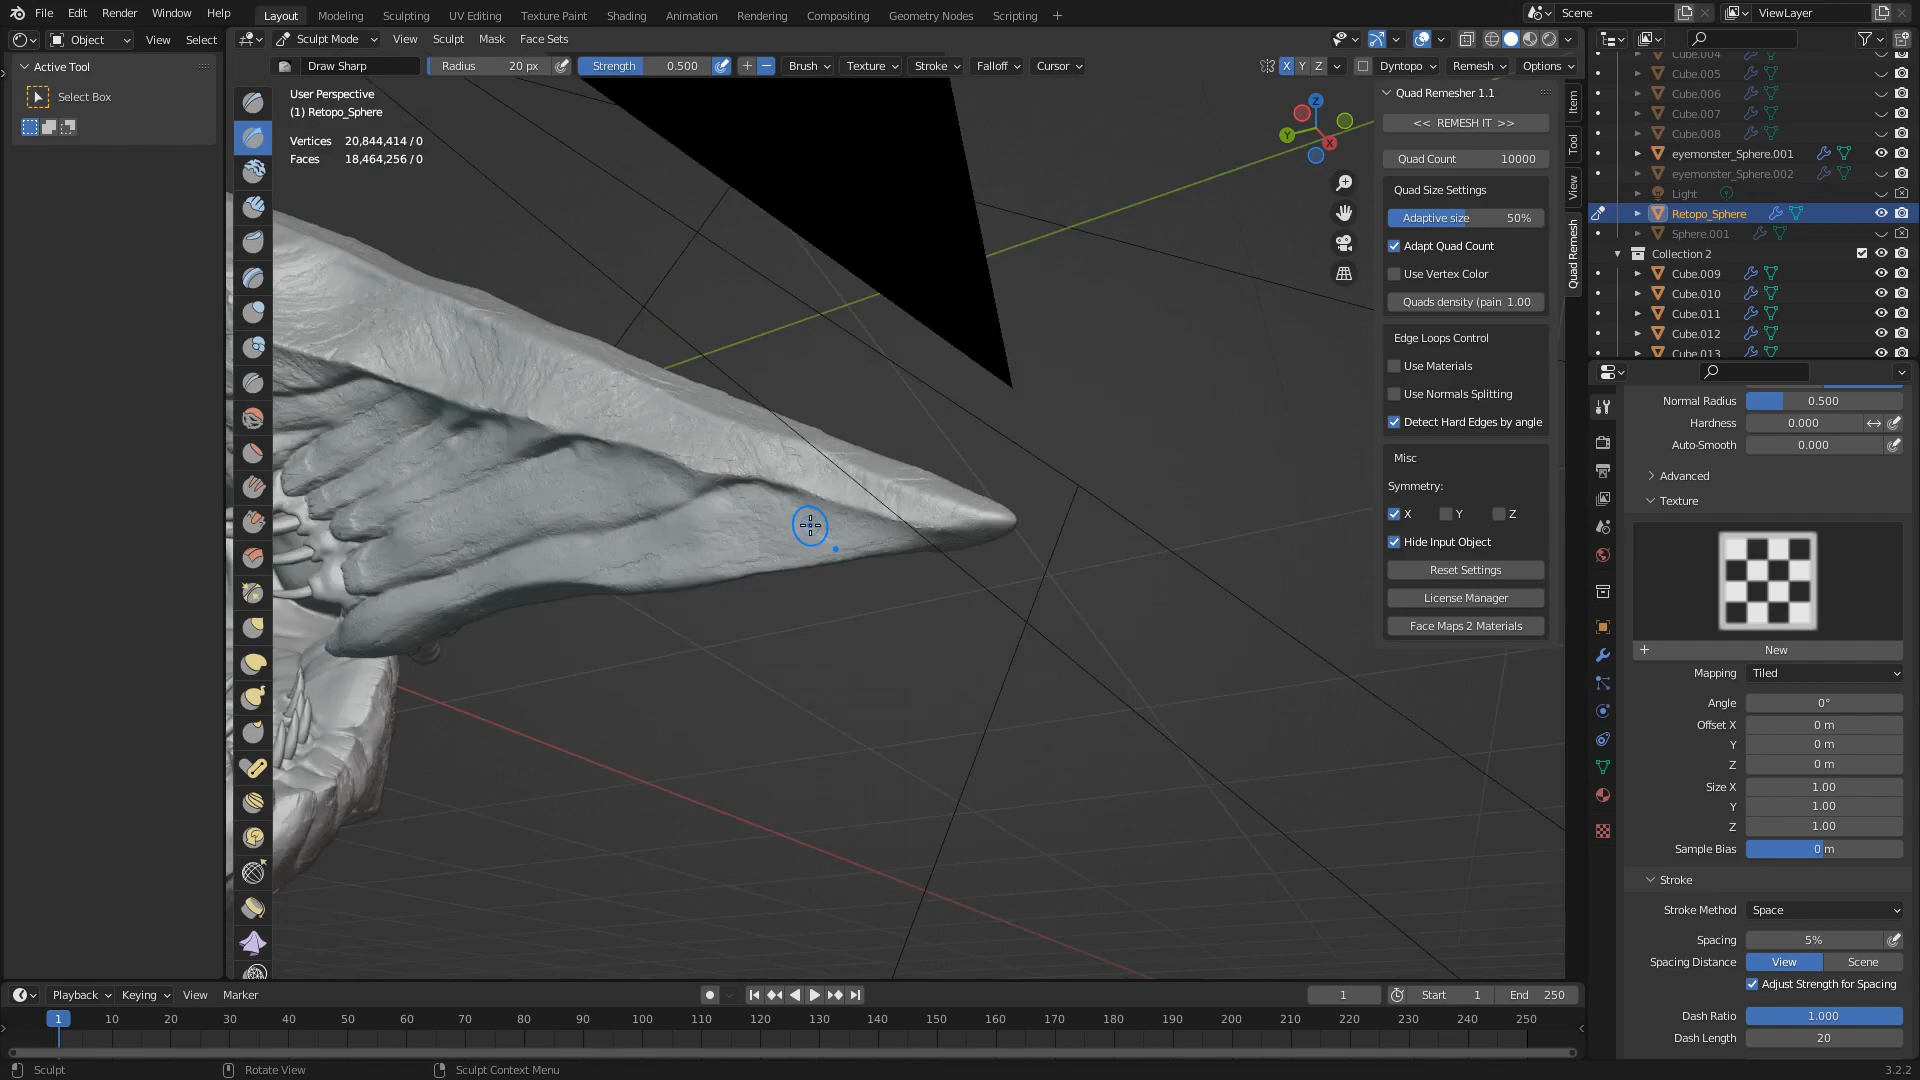 File Edit Render Window Help
Layout Modeling Sculpting UV Editing Texture Paint Shading Animation Rendering Compositing Geometry Nodes Scripting +
Scene
ViewLayer
Object View Select
Sculpt Mode View Sculpt Mask Face Sets
Active Tool
Select Box
Draw Sharp Radius 20 px Strength 0.500 Brush Texture Stroke Falloff Cursor
X Y Z Dyntopo Remesh Options
User Perspective
(1) Retopo_Sphere
Vertices 20,844,414 / 0
Faces 18,464,256 / 0
Z
Y
X
Quad Remesher 1.1
<< REMESH IT >>
Quad Count 10000
Quad Size Settings
Adaptive size 50%
Adapt Quad Count
Use Vertex Color
Quads density (pain 1.00
Edge Loops Control
Use Materials
Use Normals Splitting
Detect Hard Edges by angle
Misc
Symmetry:
X Y Z
Hide Input Object
Reset Settings
License Manager
Face Maps 2 Materials
Item
Tool
View
Quad Remesh
Cube.004
Cube.005
Cube.006
Cube.007
Cube.008
eyemonster_Sphere.001
eyemonster_Sphere.002
Light
Retopo_Sphere
Sphere.001
Collection 2
Cube.009
Cube.010
Cube.011
Cube.012
Cube.013
Normal Radius 0.500
Hardness 0.000
Auto-Smooth 0.000
Advanced
Texture
New
Mapping Tiled
Angle 0°
Offset X 0 m
Y 0 m
Z 0 m
Size X 1.00
Y 1.00
Z 1.00
Sample Bias 0 m
Stroke
Stroke Method Space
Spacing 5%
Spacing Distance View Scene
Adjust Strength for Spacing
Dash Ratio 1.000
Dash Length 20
Playback Keying View Marker
1 Start 1 End 250
1 10 20 30 40 50 60 70 80 90 100 110 120 130 140 150 160 170 180 190 200 210 220 230 240 250
Sculpt Rotate View Sculpt Context Menu 3.2.2